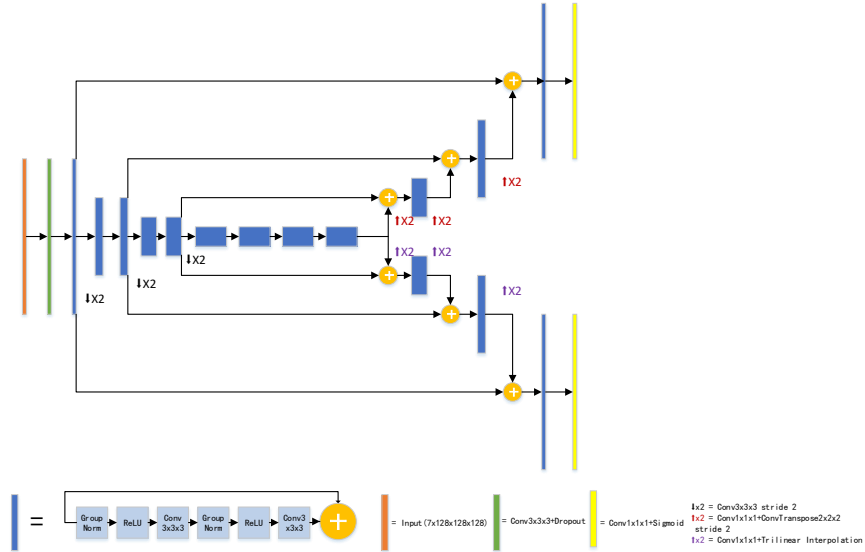 ⬆X2
⬆X2 ⬆X2
⬆X2 ⬆X2
⬇X2
⬇X2
⬆X2
⬇X2
Group Norm
ReLU
Conv 3x3x3
Group Norm
ReLU
Conv3 x3x3
=
= Input(7x128x128x128)
= Conv3x3x3+Dropout
= Conv1x1x1+Sigmoid
⬇x2 = Conv3x3x3 stride 2
⬆x2 = Conv1x1x1+ConvTranspose2x2x2
stride 2
⬆x2 = Conv1x1x1+Trilinear Interpolation